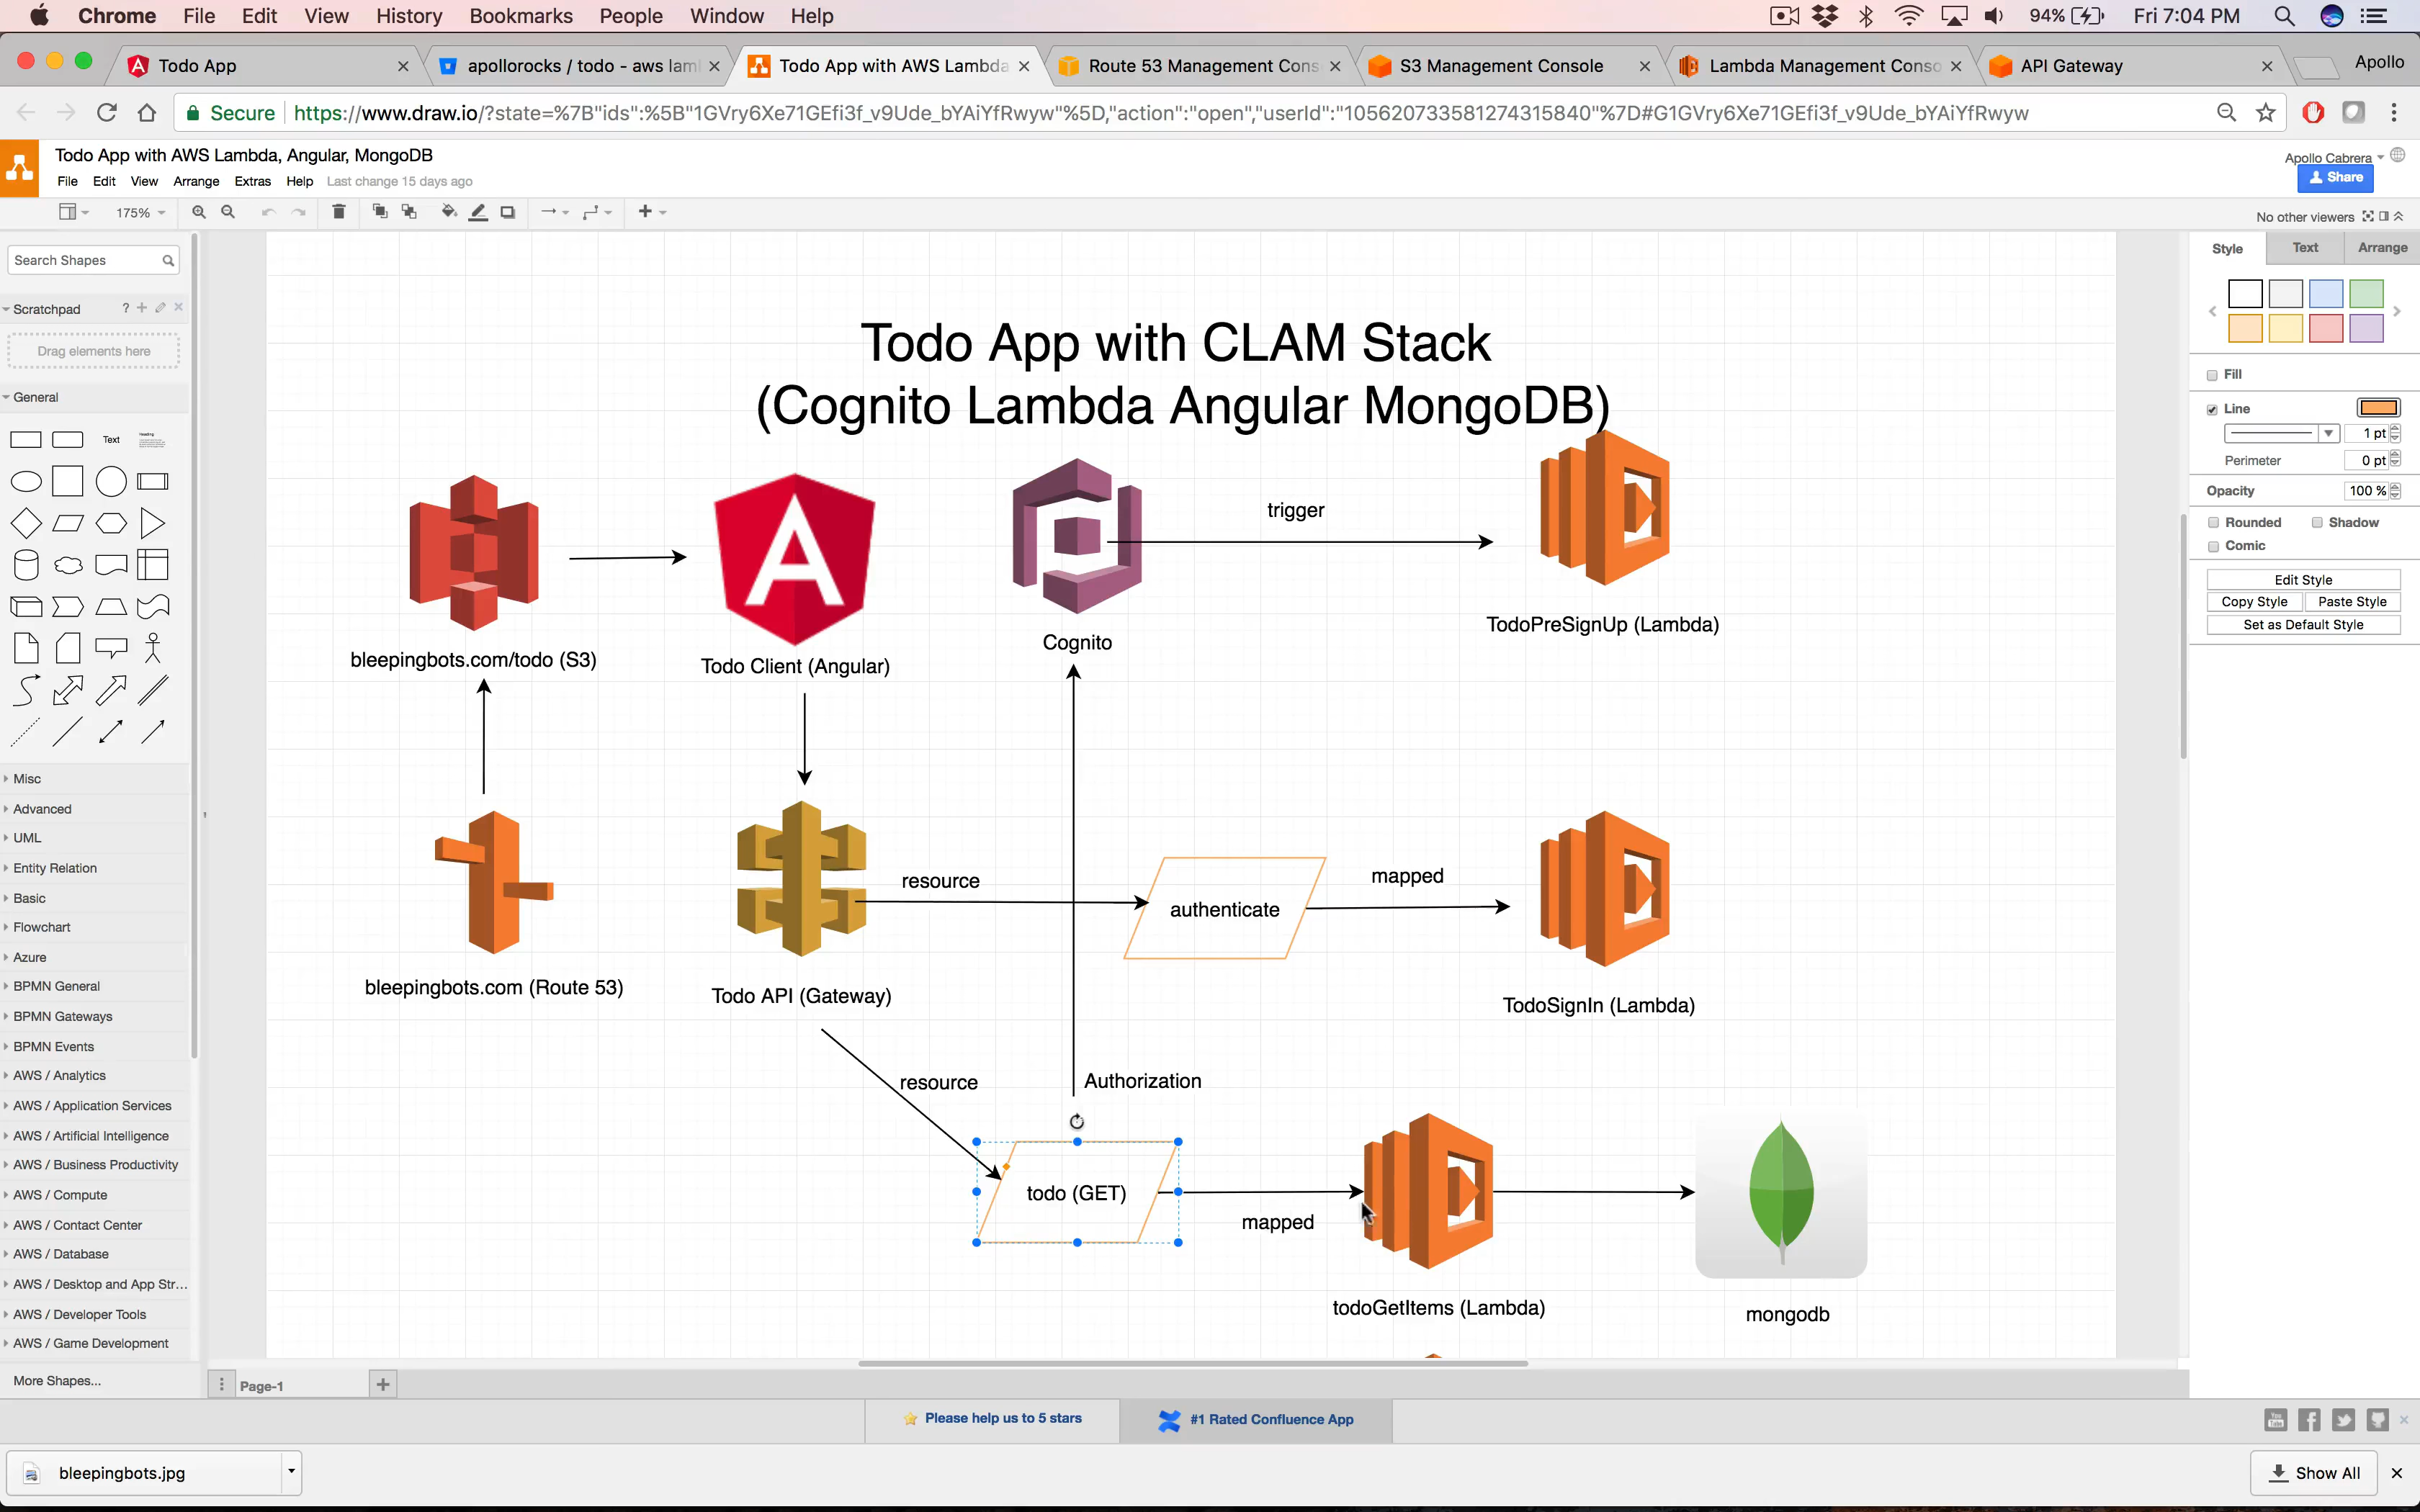 Chrome File Edit View History Bookmarks People Window Help 94% Fri 7:04 PM
Todo App
apollorocks / todo - aws lam
Todo App with AWS Lambda
Route 53 Management Cons
S3 Management Console
Lambda Management Conso
API Gateway
Apollo
Secure https://www.draw.io/?state=%7B"ids":%5B"1GVry6Xe71GEfi3f_v9Ude_bYAiYfRwyw"%5D,"action":"open","userId":"105620733581274315840"%7D#G1GVry6Xe71GEfi3f_v9Ude_bYAiYfRwyw
Todo App with AWS Lambda, Angular, MongoDB
Apollo Cabrera
File Edit View Arrange Extras Help Last change 15 days ago
Share
175%
No other viewers
Search Shapes
Scratchpad ?
Drag elements here
General
Text
Misc
Advanced
UML
Entity Relation
Basic
Flowchart
Azure
BPMN General
BPMN Gateways
BPMN Events
AWS / Analytics
AWS / Application Services
AWS / Artificial Intelligence
AWS / Business Productivity
AWS / Compute
AWS / Contact Center
AWS / Database
AWS / Desktop and App Str...
AWS / Developer Tools
AWS / Game Development
More Shapes...
Todo App with CLAM Stack
(Cognito Lambda Angular MongoDB)
trigger
bleepingbots.com/todo (S3)
Todo Client (Angular)
Cognito
TodoPreSignUp (Lambda)
resource
authenticate
mapped
bleepingbots.com (Route 53)
Todo API (Gateway)
TodoSignIn (Lambda)
resource
Authorization
todo (GET)
mapped
todoGetItems (Lambda)
mongodb
Style Text Arrange
Fill
Line
1 pt
Perimeter 0 pt
Opacity 100 %
Rounded Shadow
Comic
Edit Style
Copy Style Paste Style
Set as Default Style
Page-1
Please help us to 5 stars
#1 Rated Confluence App
You Tube
bleepingbots.jpg
Show All